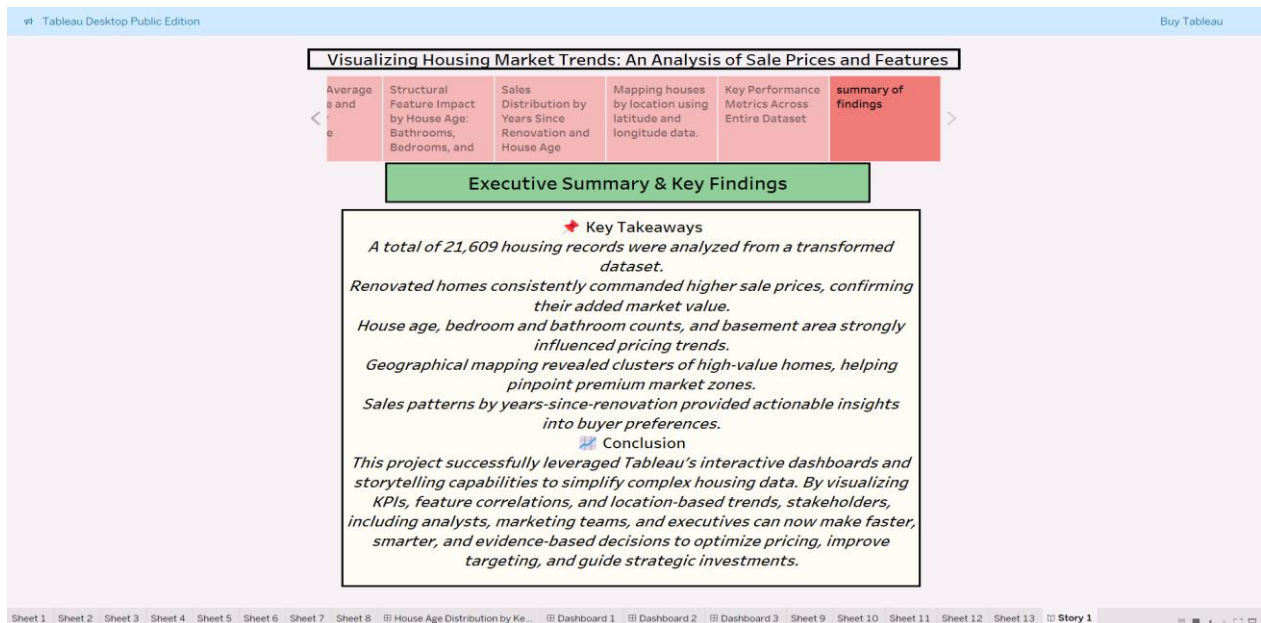 Tableau Desktop Public Edition
Buy Tableau
Visualizing Housing Market Trends: An Analysis of Sale Prices and Features
Average
e and
e
Structural
Feature Impact
by House Age:
Bathrooms,
Bedrooms, and
Sales
Distribution by
Years Since
Renovation and
House Age
Mapping houses
by location using
latitude and
longitude data.
Key Performance
Metrics Across
Entire Dataset
summary of
findings
Executive Summary & Key Findings
📌 Key Takeaways
A total of 21,609 housing records were analyzed from a transformed
dataset.
Renovated homes consistently commanded higher sale prices, confirming
their added market value.
House age, bedroom and bathroom counts, and basement area strongly
influenced pricing trends.
Geographical mapping revealed clusters of high-value homes, helping
pinpoint premium market zones.
Sales patterns by years-since-renovation provided actionable insights
into buyer preferences.
📈 Conclusion
This project successfully leveraged Tableau’s interactive dashboards and
storytelling capabilities to simplify complex housing data. By visualizing
KPIs, feature correlations, and location-based trends, stakeholders,
including analysts, marketing teams, and executives can now make faster,
smarter, and evidence-based decisions to optimize pricing, improve
targeting, and guide strategic investments.
Sheet 1 Sheet 2 Sheet 3 Sheet 4 Sheet 5 Sheet 6 Sheet 7 Sheet 8 House Age Distribution by Ke... Dashboard 1 Dashboard 2 Dashboard 3 Sheet 9 Sheet 10 Sheet 11 Sheet 12 Sheet 13 Story 1